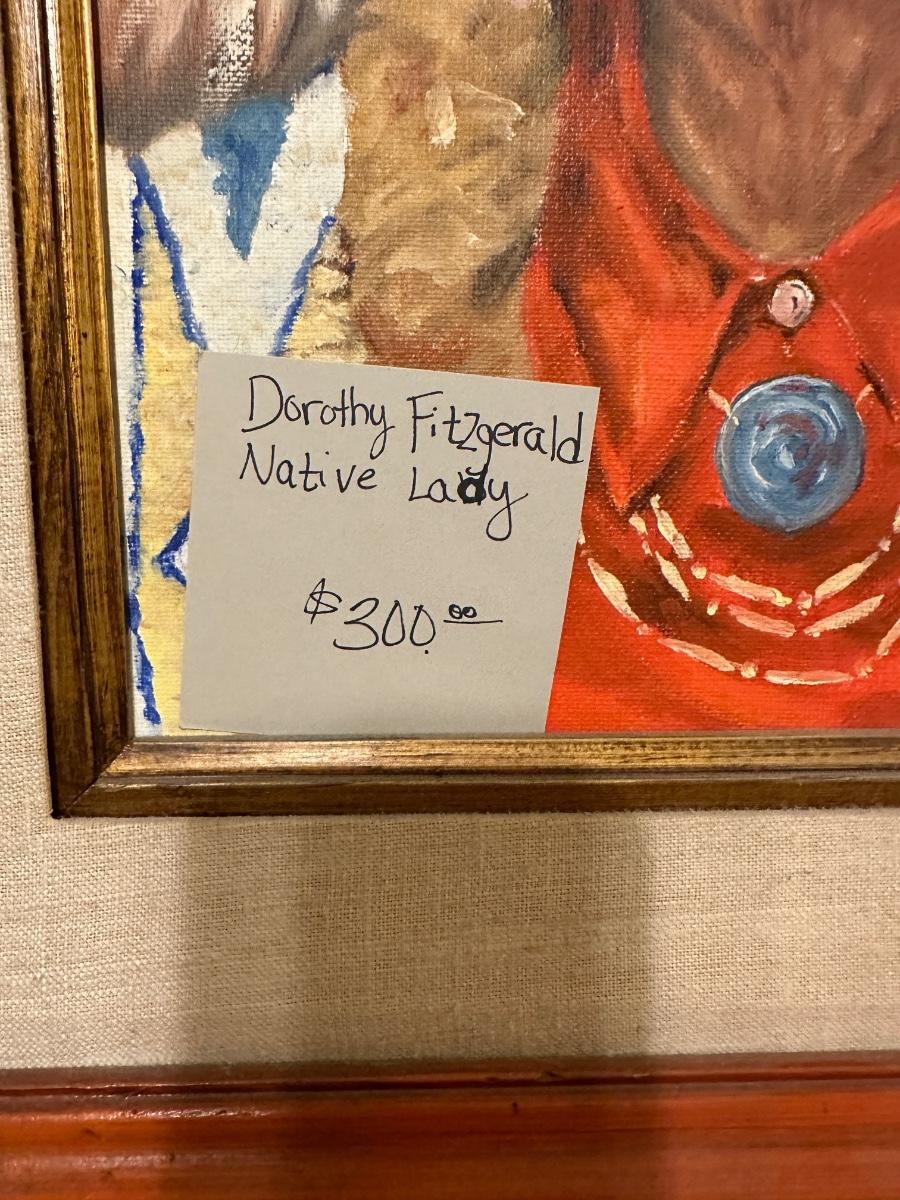 Dorothy Fitzgerald
Native Lady
$300.00